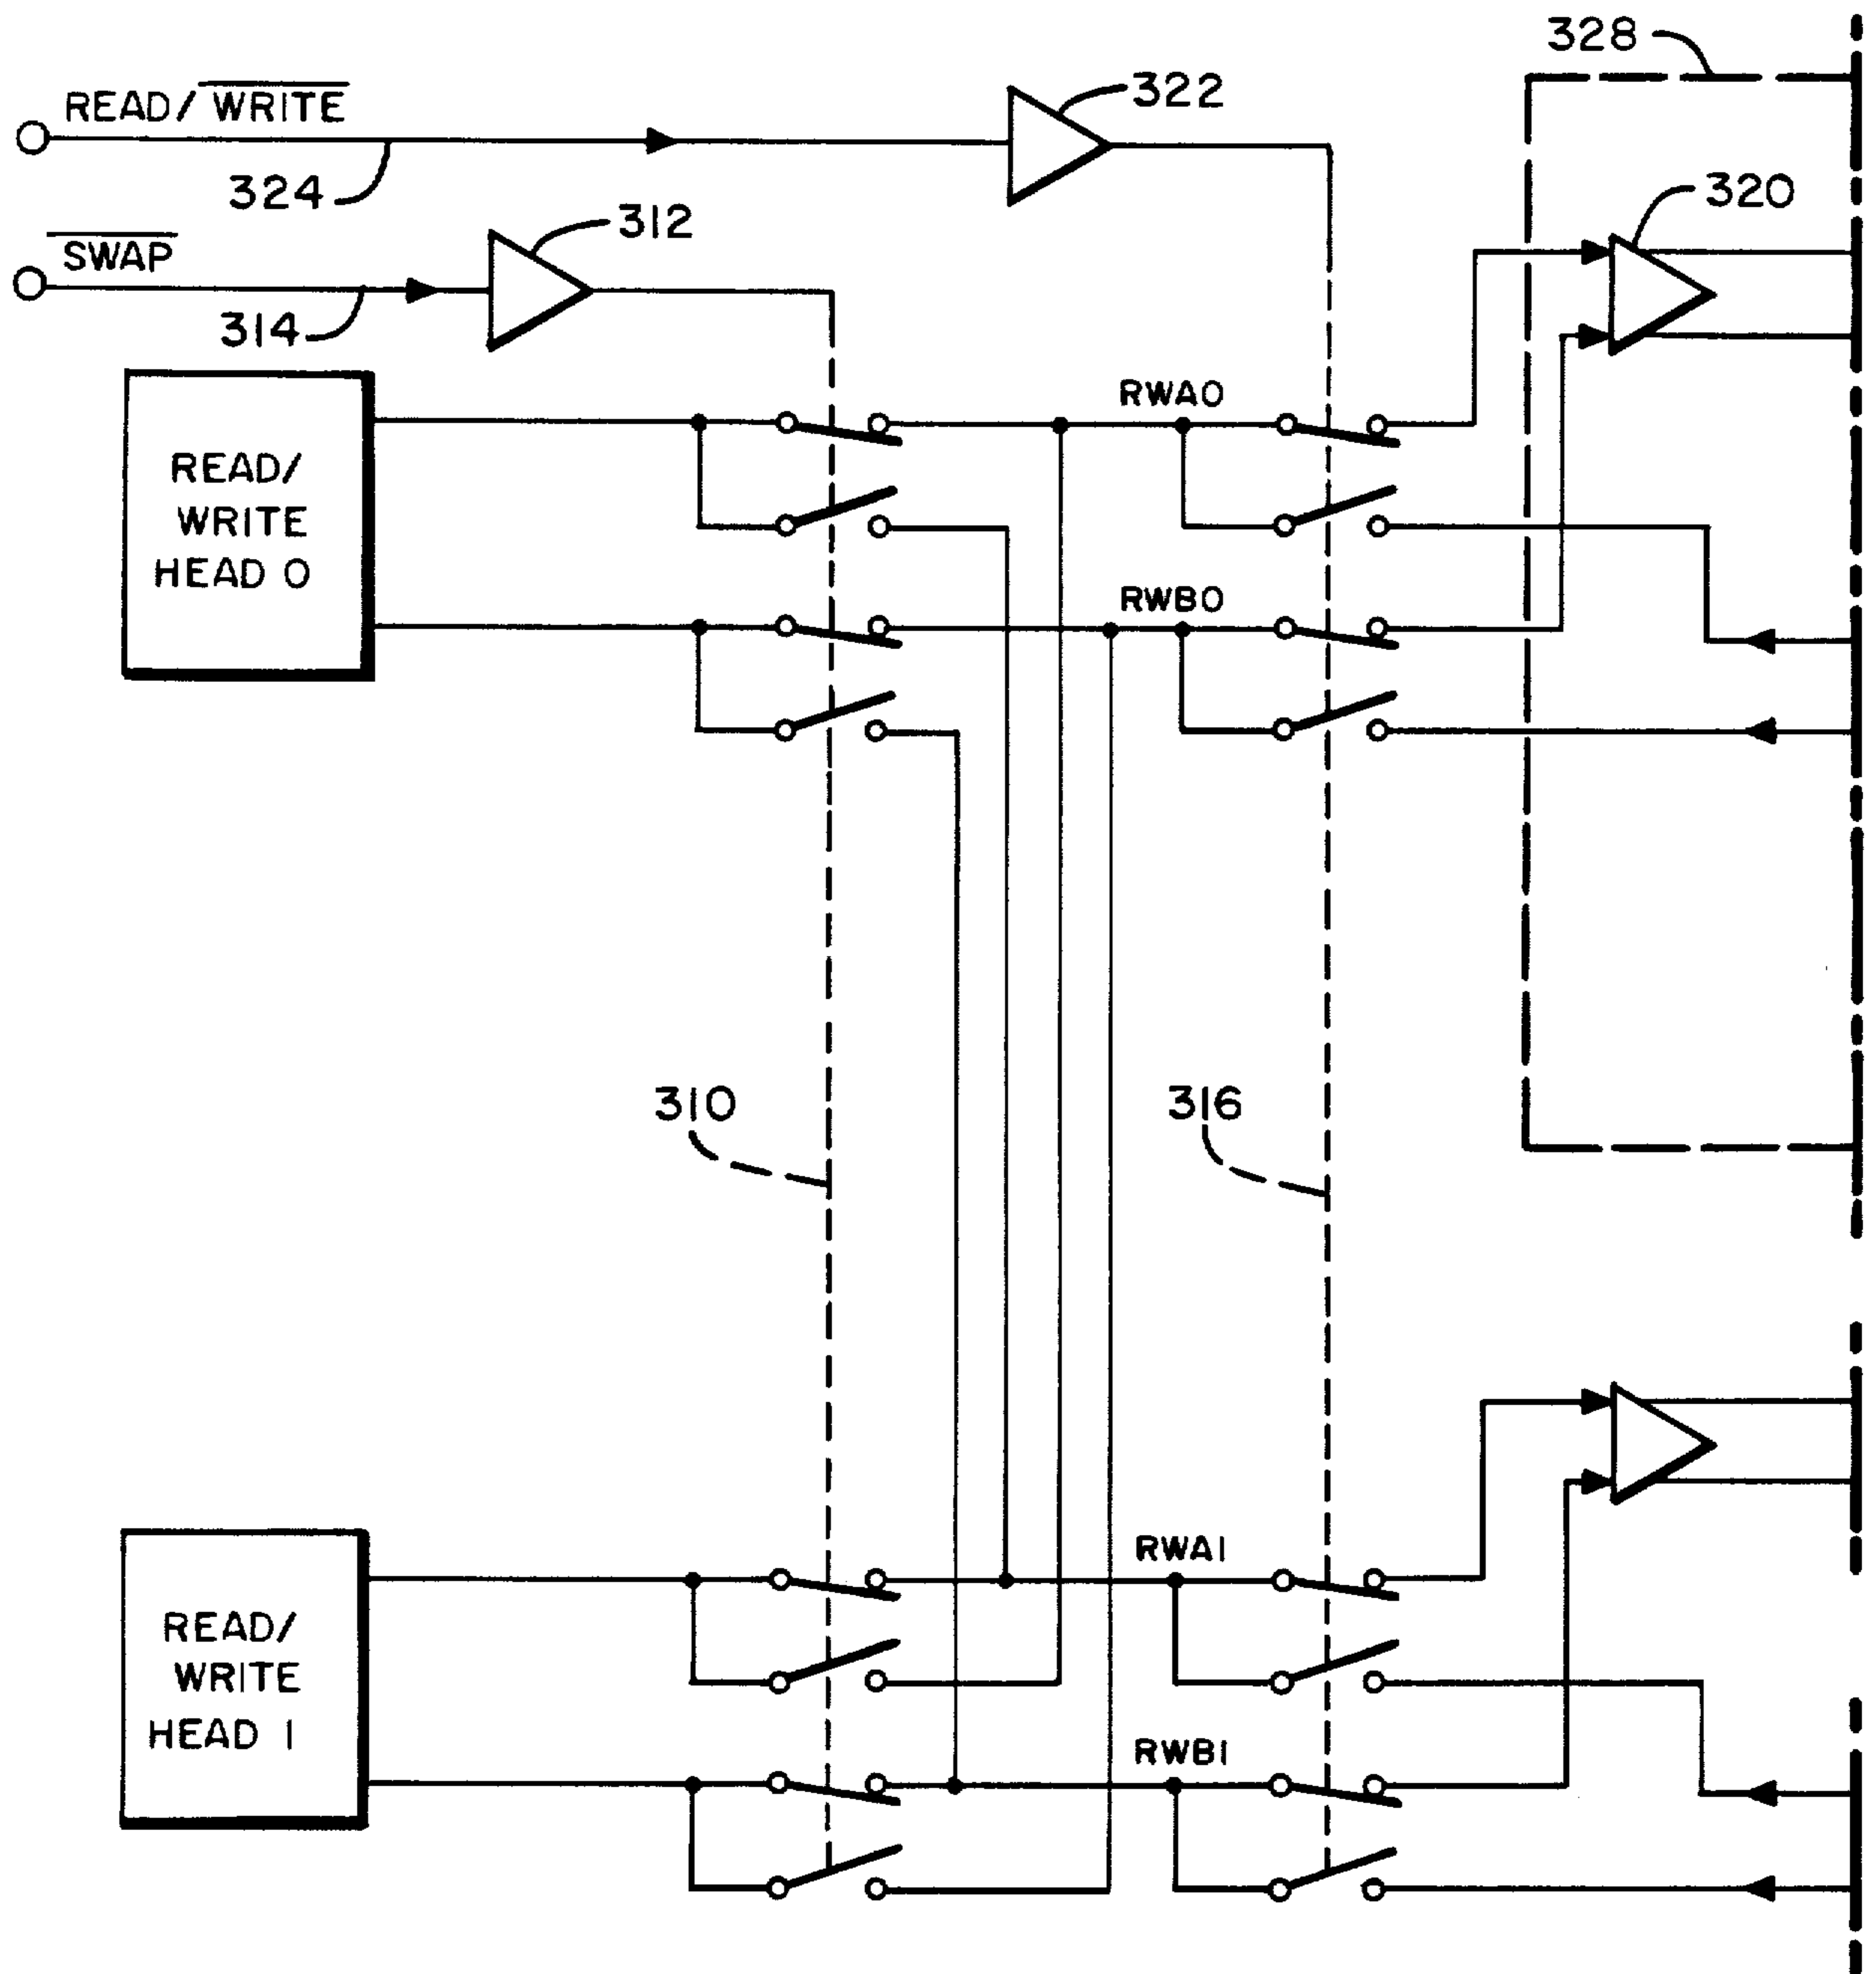 328
READ/WRITE
322
324
320
312
SWAP
314
RWA0
READ/
WRITE
HEAD 0
RWB0
310
316
RWA1
READ/
WRITE
HEAD 1
RWB1